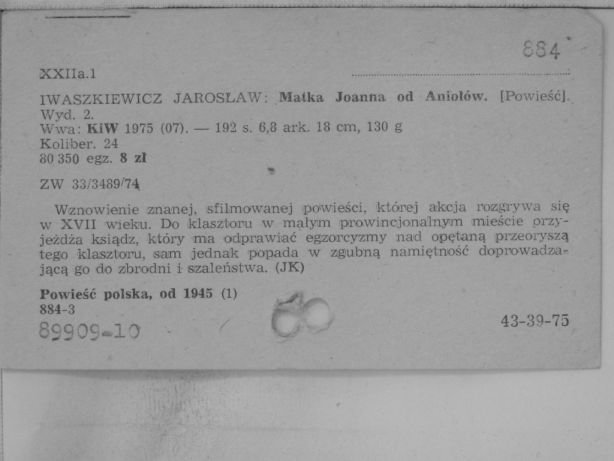 884
XXIIa.1
IWASZKIEWICZ JAROSŁAW: Matka Joanna od Aniołów. [Powieść].
Wyd. 2.
Wwa: KiW 1975 (07). — 192 s. 6,8 ark. 18 cm, 130 g
Koliber. 24
80 350 egz. 8 zł
ZW 33/3489/74
Wznowienie znanej, sfilmowanej powieści, której akcja rozgrywa się
w XVII wieku. Do klasztoru w małym prowincjonalnym mieście przy-
jeżdża ksiądz, który ma odprawiać egzorcyzmy nad opętaną przeoryszą
tego klasztoru, sam jednak popada w zgubną namiętność doprowadza-
jącą go do zbrodni i szaleństwa. (JK)
Powieść polska, od 1945 (1)
884-3
89909-10
43-39-75